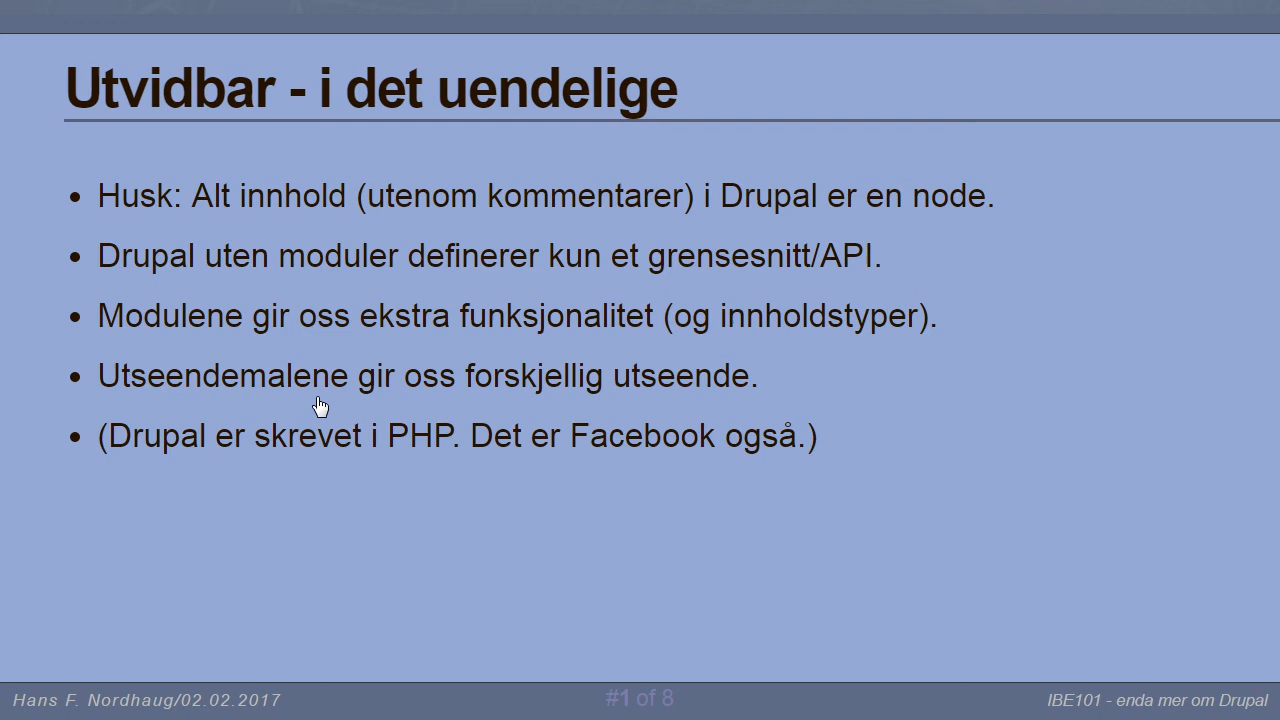 Utvidbar - i det uendelige
Husk: Alt innhold (utenom kommentarer) i Drupal er en node.
Drupal uten moduler definerer kun et grensesnitt/API.
Modulene gir oss ekstra funksjonalitet (og innholdstyper).
Utseendemalene gir oss forskjellig utseende.
(Drupal er skrevet i PHP. Det er Facebook også.)
Hans F. Nordhaug/02.02.2017
#1 of 8
IBE101 - enda mer om Drupal